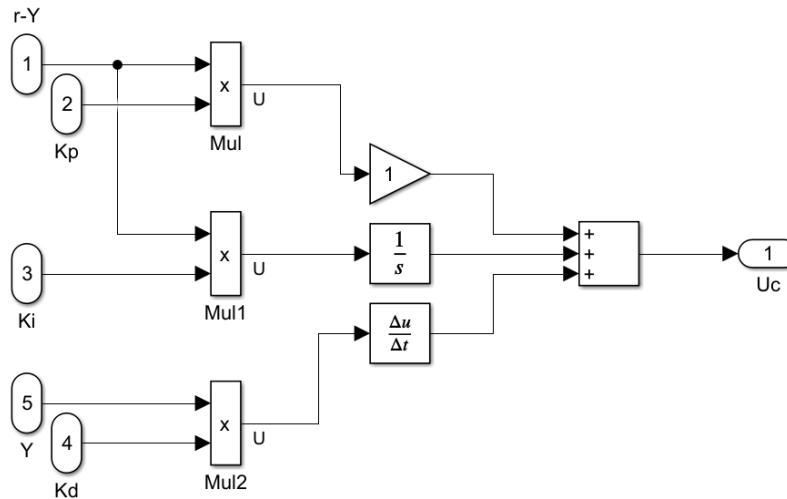 r-Y
1
2
Kp
x
U
Mul
1
3
Ki
x
U
Mul1
1
s
Δu
Δt
+
+
+
1
Uc
5
Y
4
Kd
x
U
Mul2